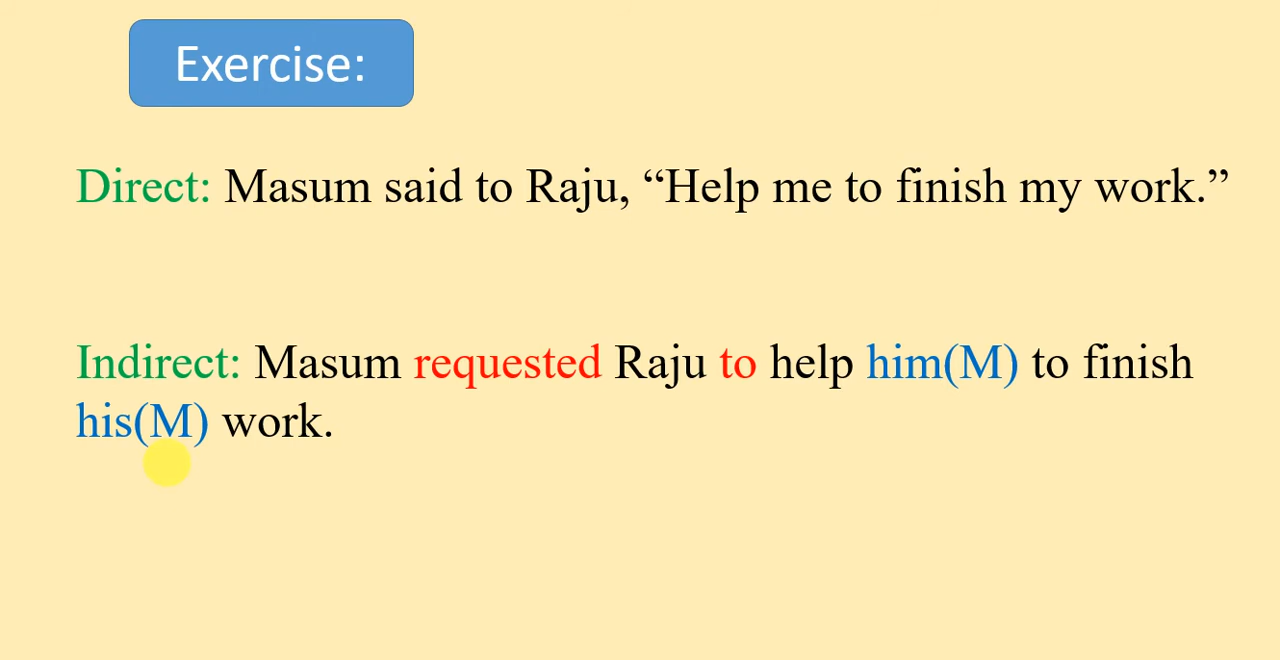 Exercise:
Direct: Masum said to Raju, “Help me to finish my work.”
Indirect: Masum requested Raju to help him(M) to finish
his(M) work.